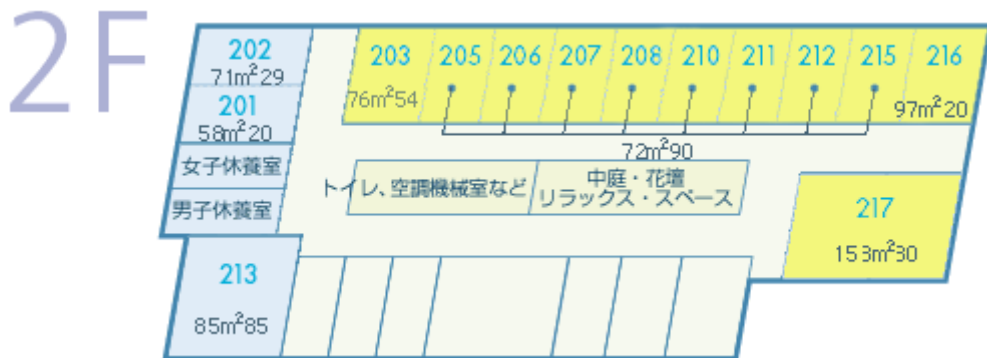 2F
202
71m²29
201
58m²20
女子休養室
男子休養室
213
85m²85
203
76m²54
205
206
207
208
210
211
212
215
216
97m²20
72m²90
トイレ、空調機械室など
中庭・花壇
リラックス・スペース
217
153m²30